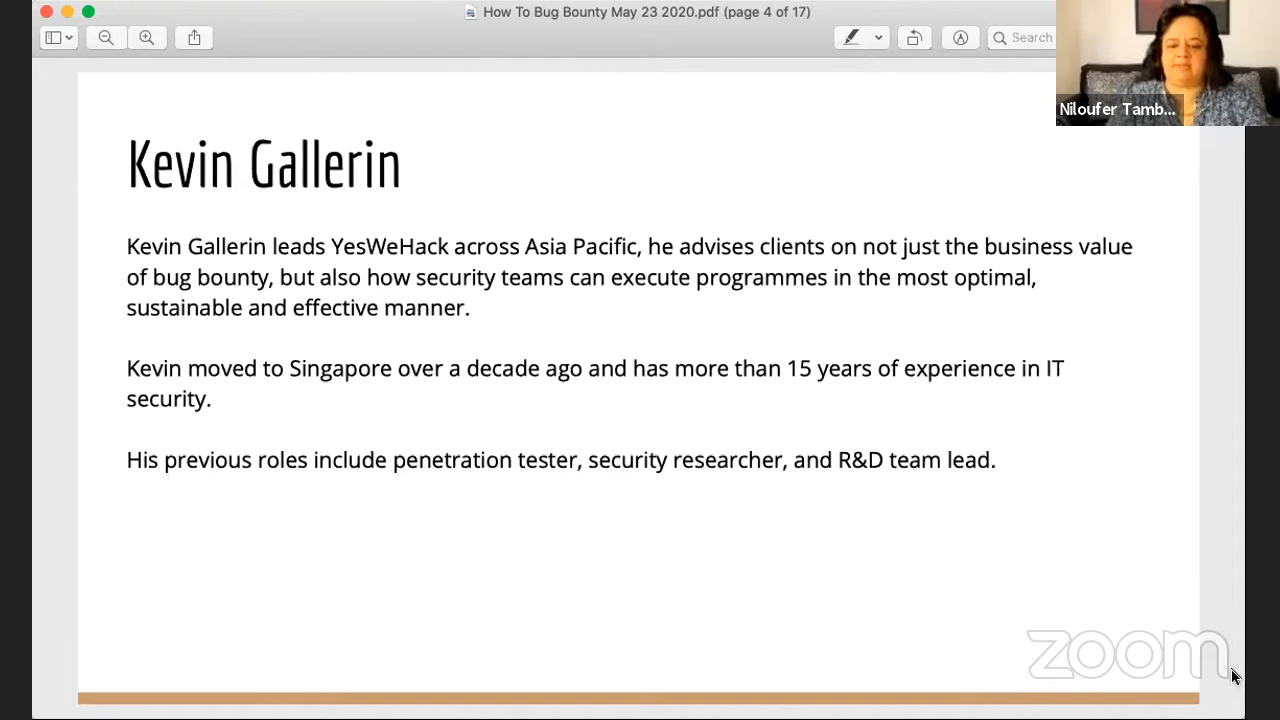 How To Bug Bounty May 23 2020.pdf (page 4 of 17)
Search
Niloufer Tamb...
Kevin Gallerin
Kevin Gallerin leads YesWeHack across Asia Pacific, he advises clients on not just the business value
of bug bounty, but also how security teams can execute programmes in the most optimal,
sustainable and effective manner.
Kevin moved to Singapore over a decade ago and has more than 15 years of experience in IT
security.
His previous roles include penetration tester, security researcher, and R&D team lead.
zoom